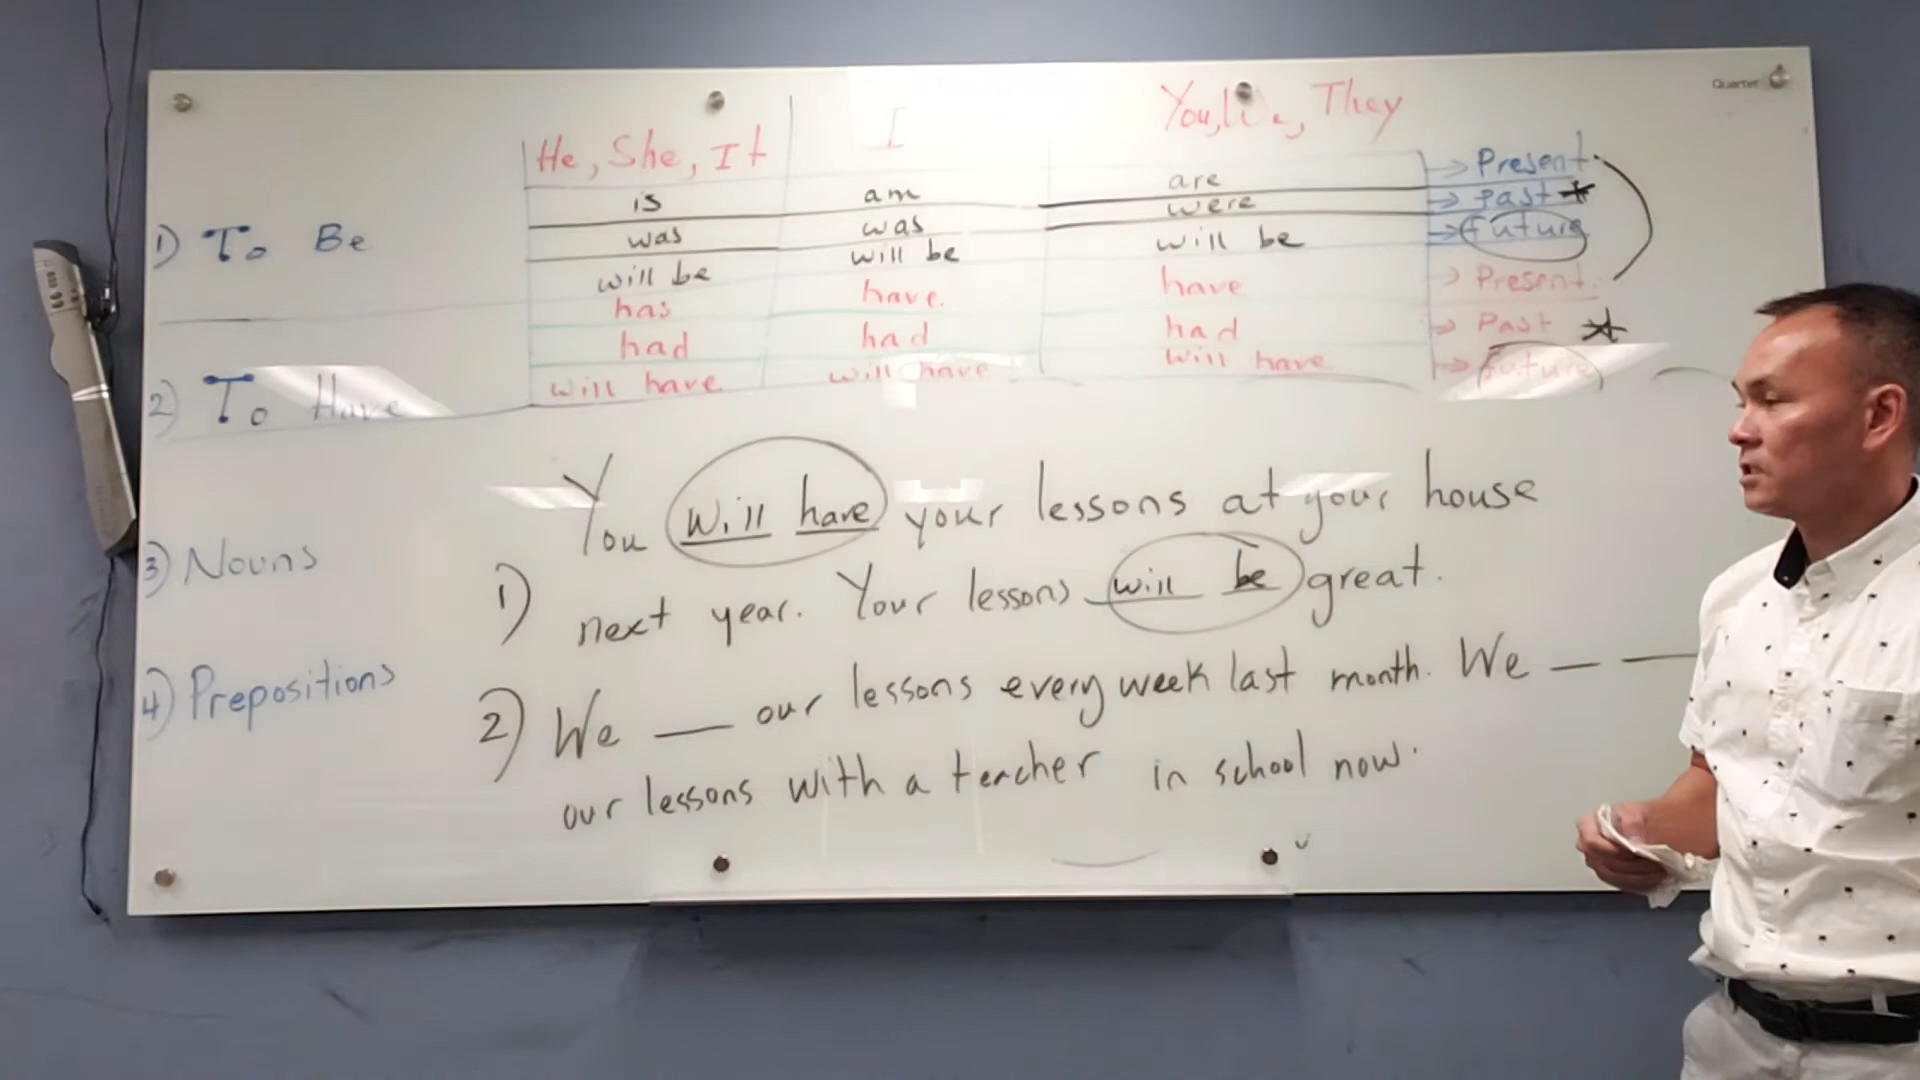 He, She, It I You, We, They
is am are → Present
was was were → Past *
1) To Be will be will be will be → future
has have have → Present
had had had → Past *
2) To Have will have will have will have → future
You will have your lessons at your house
3) Nouns
1) next year. Your lessons will be great.
4) Prepositions
2) We __ our lessons every week last month. We _ _
our lessons with a teacher in school now.
Quarter